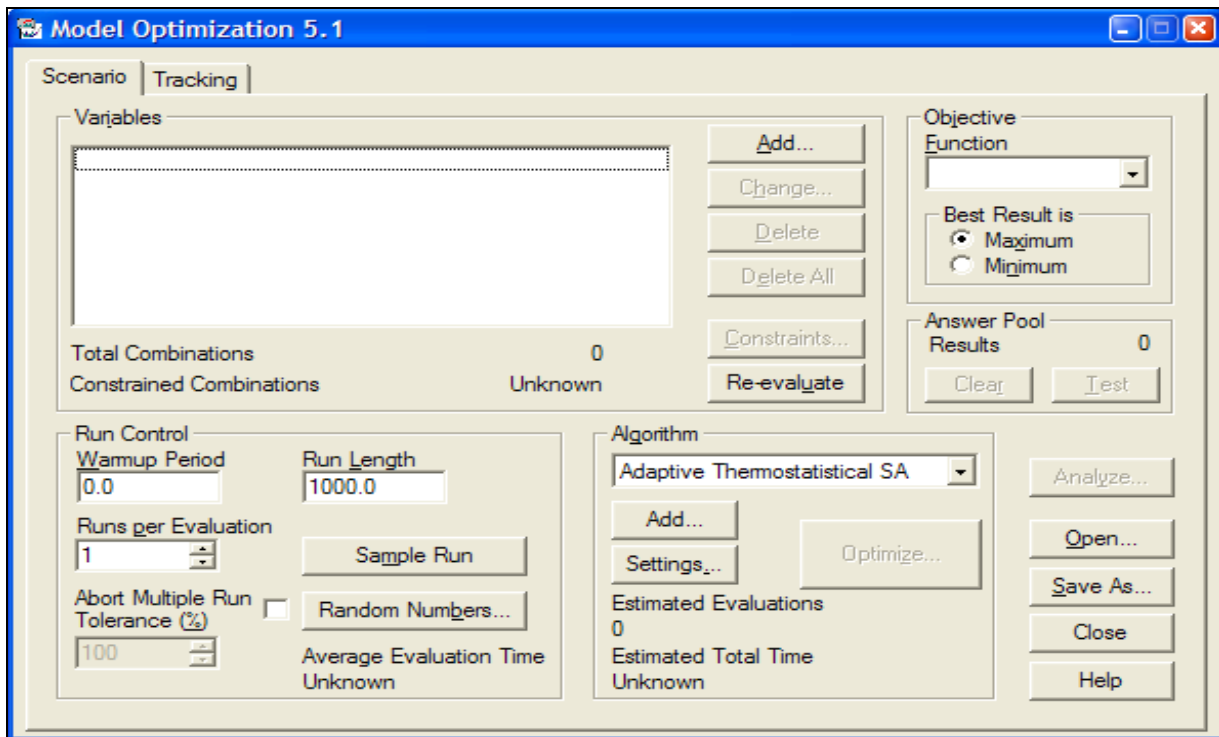 Model Optimization 5.1
Scenario
Tracking
Variables
Add...
Change...
Delete
Delete All
Constraints...
Re-evaluate
Total Combinations 0
Constrained Combinations Unknown
Objective
Function
Best Result is
Maximum
Minimum
Answer Pool
Results 0
Clear
Test
Run Control
Warmup Period
0.0
Run Length
1000.0
Runs per Evaluation
1
Sample Run
Abort Multiple Run
Tolerance (%)
100
Random Numbers...
Average Evaluation Time
Unknown
Algorithm
Adaptive Thermostatistical SA
Add...
Settings...
Optimize...
Estimated Evaluations
0
Estimated Total Time
Unknown
Analyze...
Open...
Save As...
Close
Help